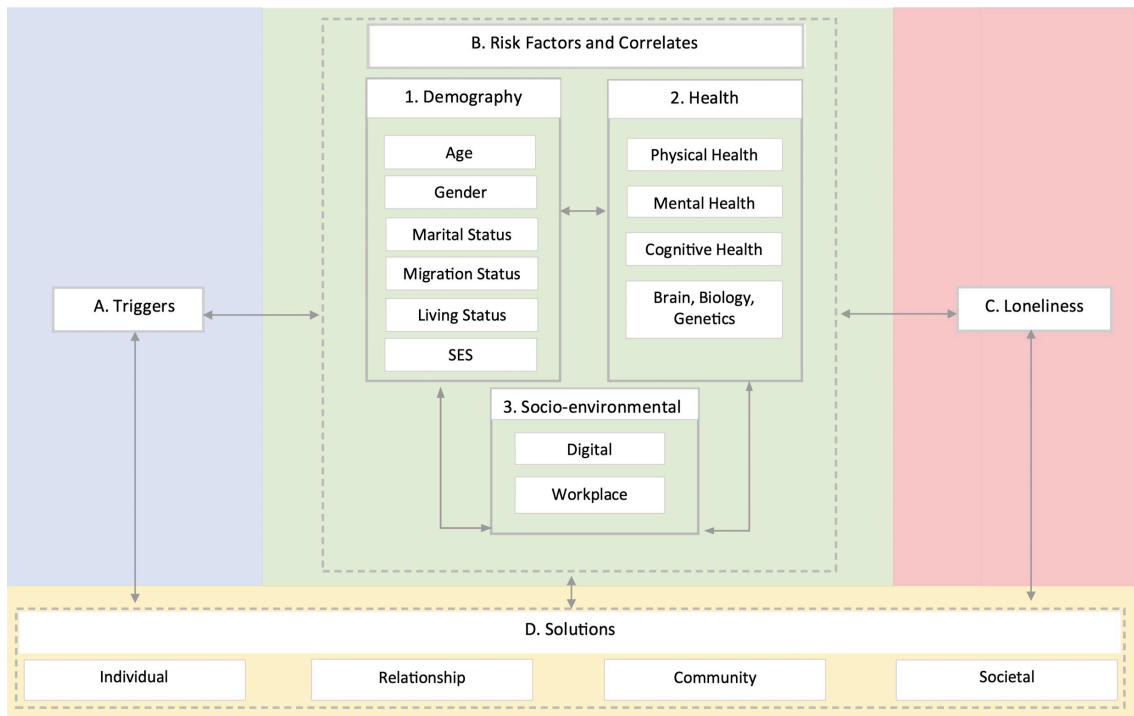 B. Risk Factors and Correlates
1. Demography
Age
Gender
Marital Status
Migration Status
Living Status
SES
2. Health
Physical Health
Mental Health
Cognitive Health
Brain, Biology,
Genetics
3. Socio-environmental
Digital
Workplace
A. Triggers
C. Loneliness
D. Solutions
Individual
Relationship
Community
Societal